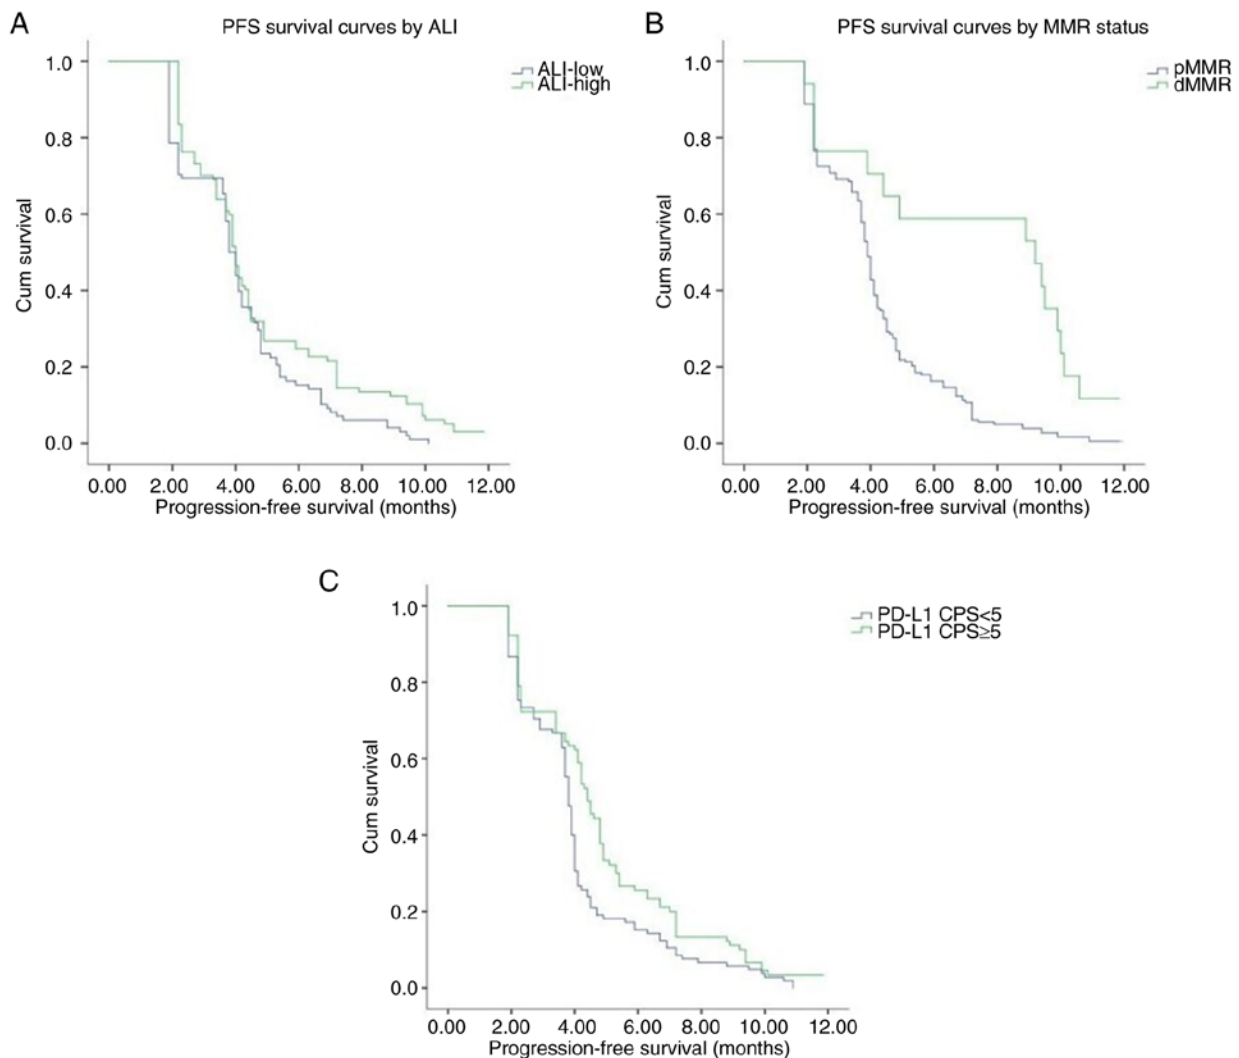 A
PFS survival curves by ALI
ALI-low
ALI-high
1.0
0.8
0.6
0.4
0.2
0.0
Cum survival
0.00 2.00 4.00 6.00 8.00 10.00 12.00
Progression-free survival (months)
B
PFS survival curves by MMR status
pMMR
dMMR
1.0
0.8
0.6
0.4
0.2
0.0
Cum survival
0.00 2.00 4.00 6.00 8.00 10.00 12.00
Progression-free survival (months)
C
PD-L1 CPS<5
PD-L1 CPS≥5
1.0
0.8
0.6
0.4
0.2
0.0
Cum survival
0.00 2.00 4.00 6.00 8.00 10.00 12.00
Progression-free survival (months)